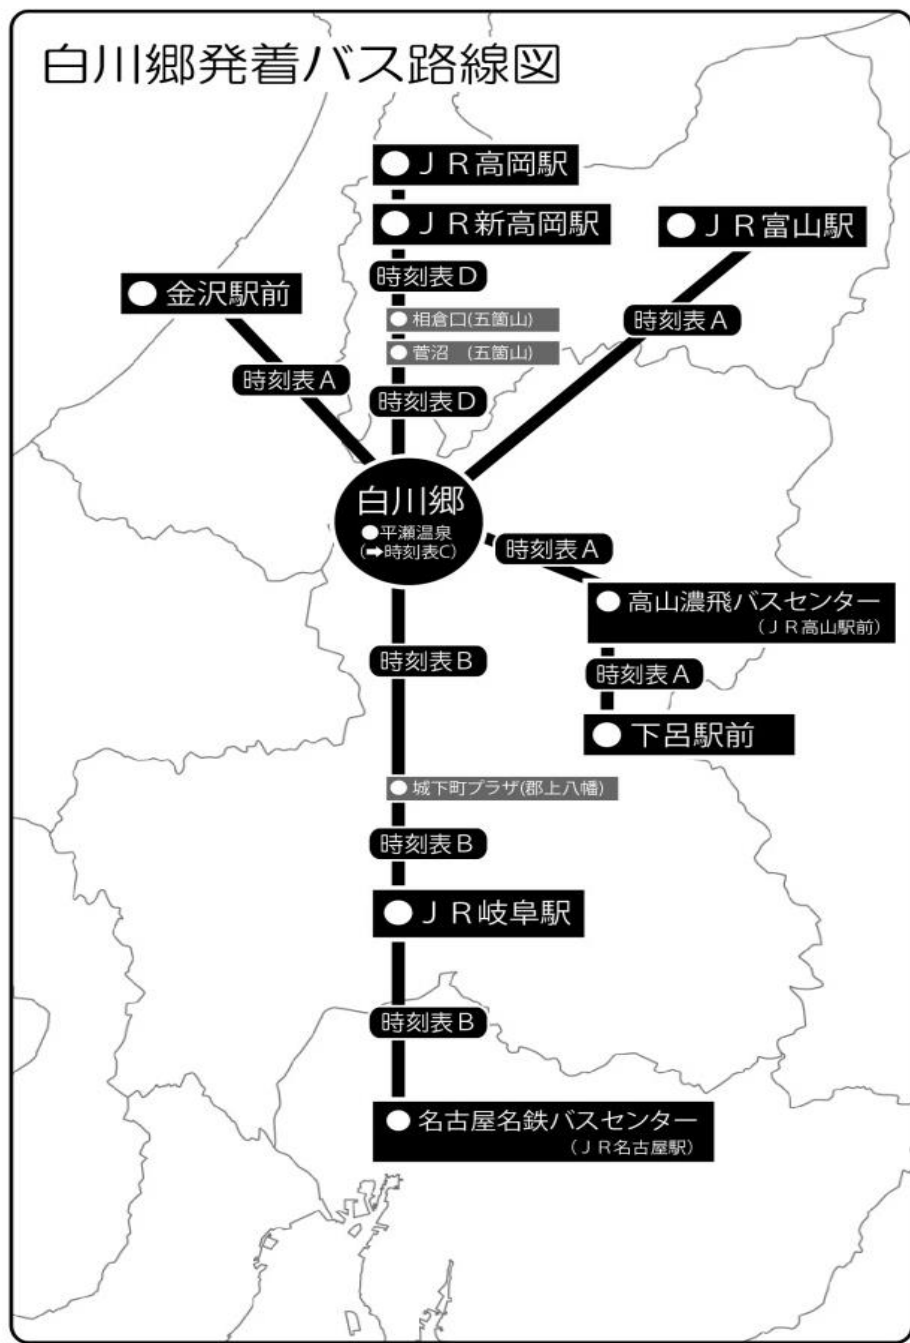 白川郷発着バス路線図
JR高岡駅
JR新高岡駅
JR富山駅
時刻表D
金沢駅前
相倉口(五箇山)
時刻表A
菅沼 (五箇山)
時刻表A
時刻表D
白川郷
平瀬温泉
(➡時刻表C)
時刻表A
高山濃飛バスセンター
(JR高山駅前)
時刻表B
時刻表A
下呂駅前
城下町プラザ(郡上八幡)
時刻表B
JR岐阜駅
時刻表B
名古屋名鉄バスセンター
(JR名古屋駅)